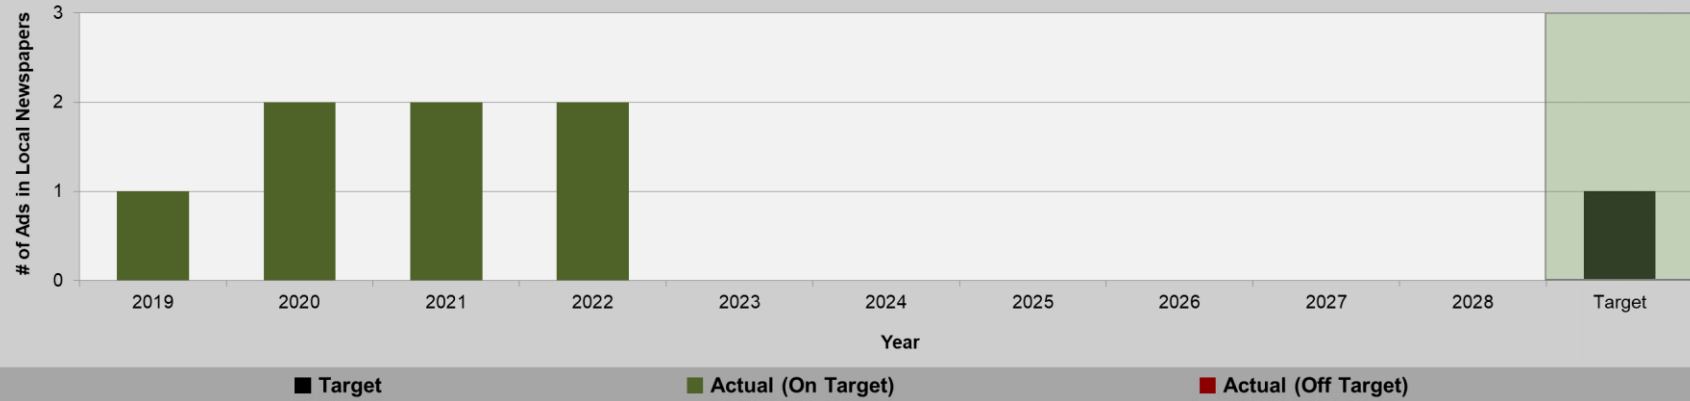 # of Ads in Local Newspapers
3
2
1
0
2019 2020 2021 2022 2023 2024 2025 2026 2027 2028 Target
Year
Target Actual (On Target) Actual (Off Target)